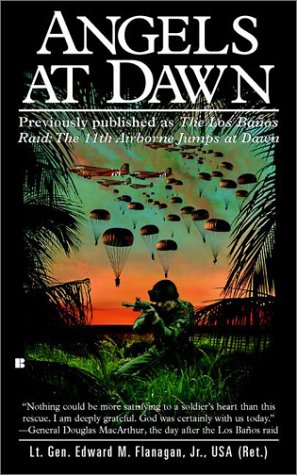 ANGELS
AT DAWN
Previously published as The Los Baños
Raid: The 11th Airborne Jumps at Dawn
B
"Nothing could be more satisfying to a soldier's heart than this
rescue. I am deeply grateful. God was certainly with us today."
—General Douglas MacArthur, the day after the Los Baños raid
Lt. Gen. Edward M. Flanagan, Jr., USA (Ret.)